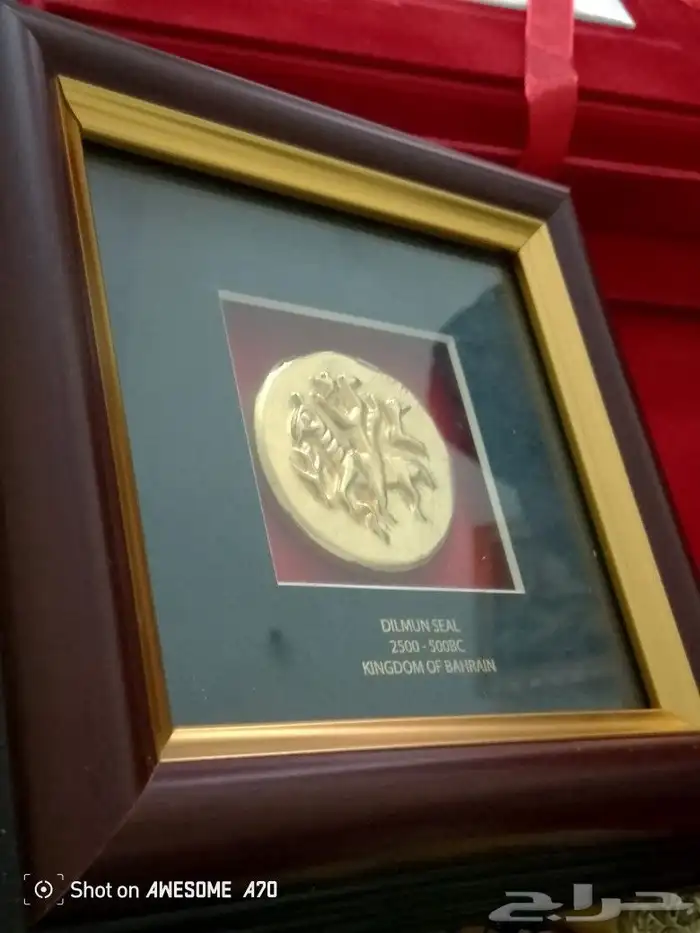 DILMUN SEAL
2500 - 500BC
KINGDOM OF BAHRAIN
Shot on AWESOME A70
حراج